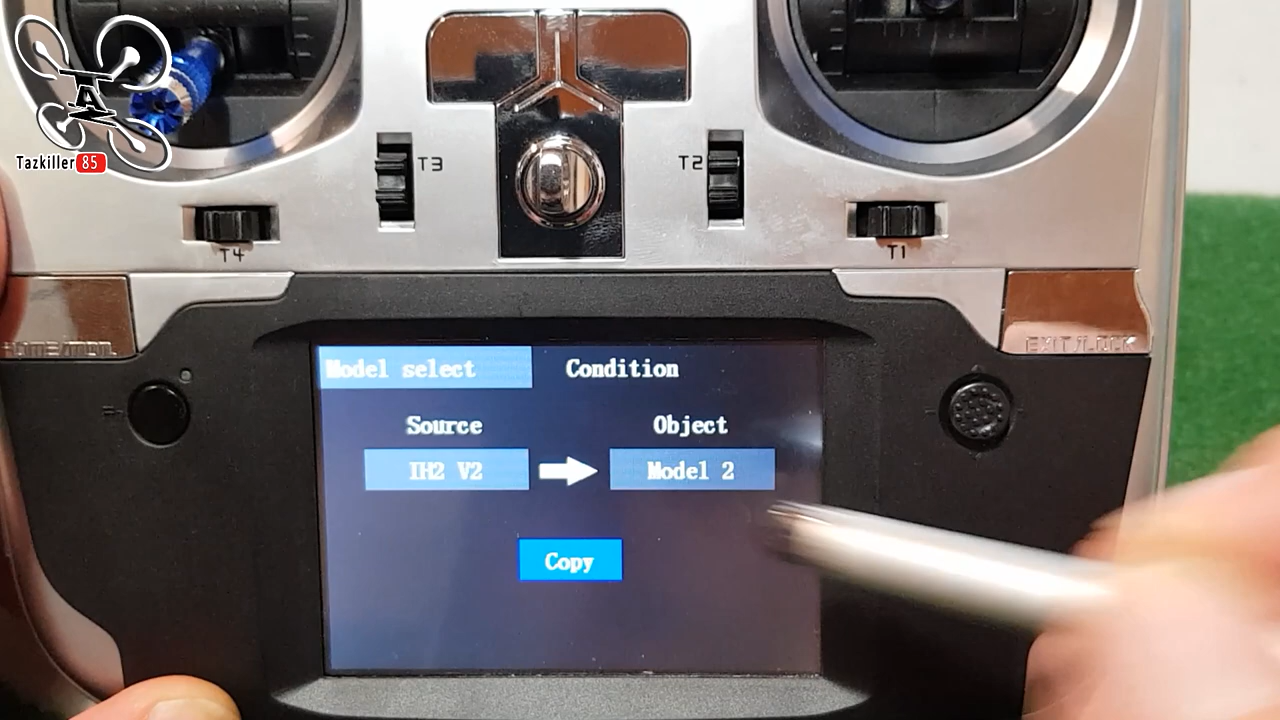 A
Tazkiller 85
T3
T2
T4
T1
EXIT/LOCK
Model select
Condition
Source
Object
IH2 V2
Model 2
Copy